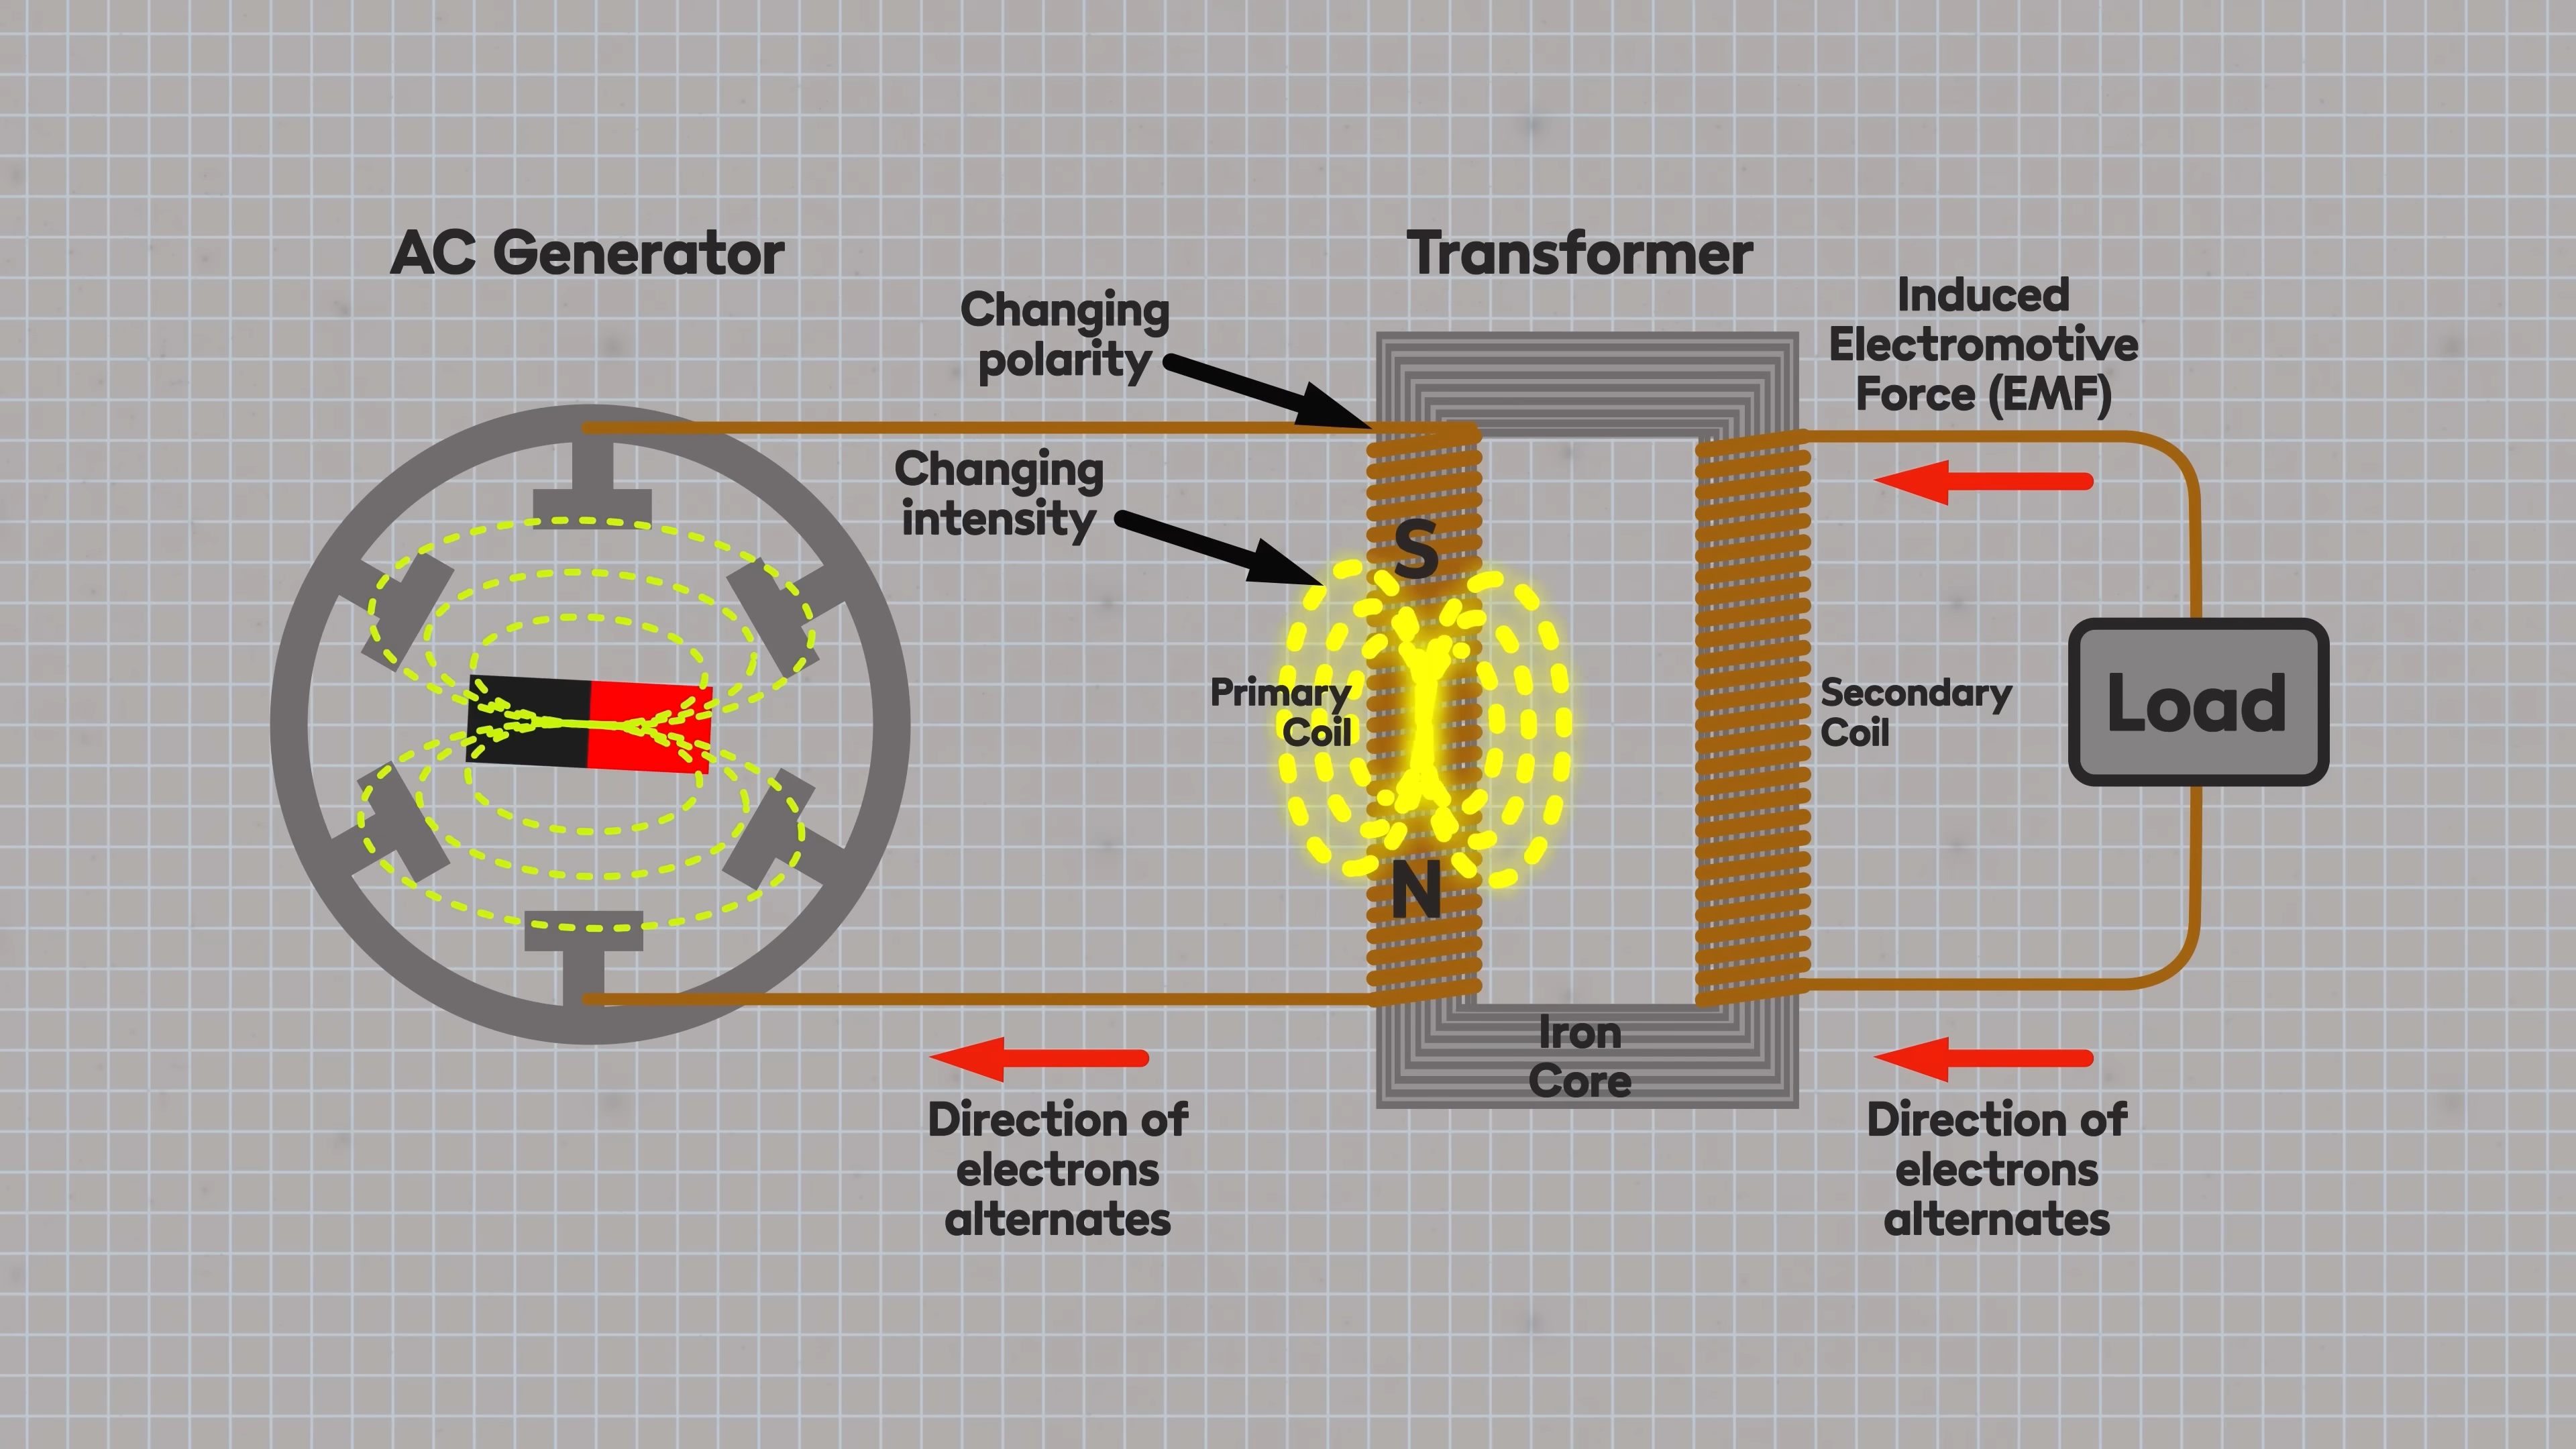 AC Generator
Transformer
Changing
polarity
Induced
Electromotive
Force (EMF)
Changing
intensity
S
Primary
Coil
Secondary
Coil
Load
N
Iron
Core
Direction of
electrons
alternates
Direction of
electrons
alternates